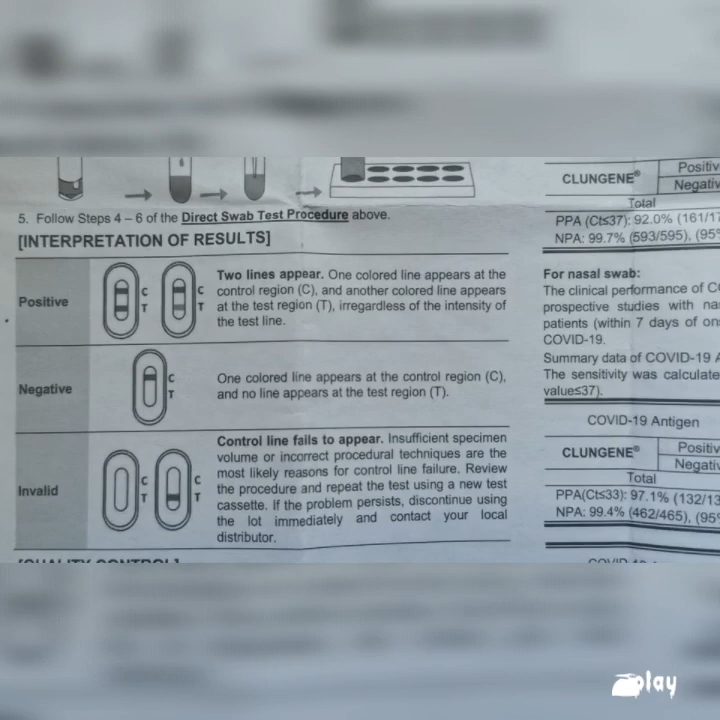 5. Follow Steps 4 – 6 of the Direct Swab Test Procedure above.
[INTERPRETATION OF RESULTS]
Positive
C
T
C
T
Two lines appear. One colored line appears at the
control region (C), and another colored line appears
at the test region (T), irregardless of the intensity of
the test line.
Negative
C
T
One colored line appears at the control region (C),
and no line appears at the test region (T).
Invalid
C
T
C
T
Control line fails to appear. Insufficient specimen
volume or incorrect procedural techniques are the
most likely reasons for control line failure. Review
the procedure and repeat the test using a new test
cassette. If the problem persists, discontinue using
the lot immediately and contact your local
distributor.
CLUNGENE®
Positiv
Negativ
Total
PPA (Ct≤37): 92.0% (161/17
NPA: 99.7% (593/595), (95%
For nasal swab:
The clinical performance of CO
prospective studies with na
patients (within 7 days of on
COVID-19.
Summary data of COVID-19 A
The sensitivity was calculate
value≤37).
COVID-19 Antigen
CLUNGENE®
Positiv
Negativ
Total
PPA(Ct≤33): 97.1% (132/13
NPA: 99.4% (462/465), (95%
play